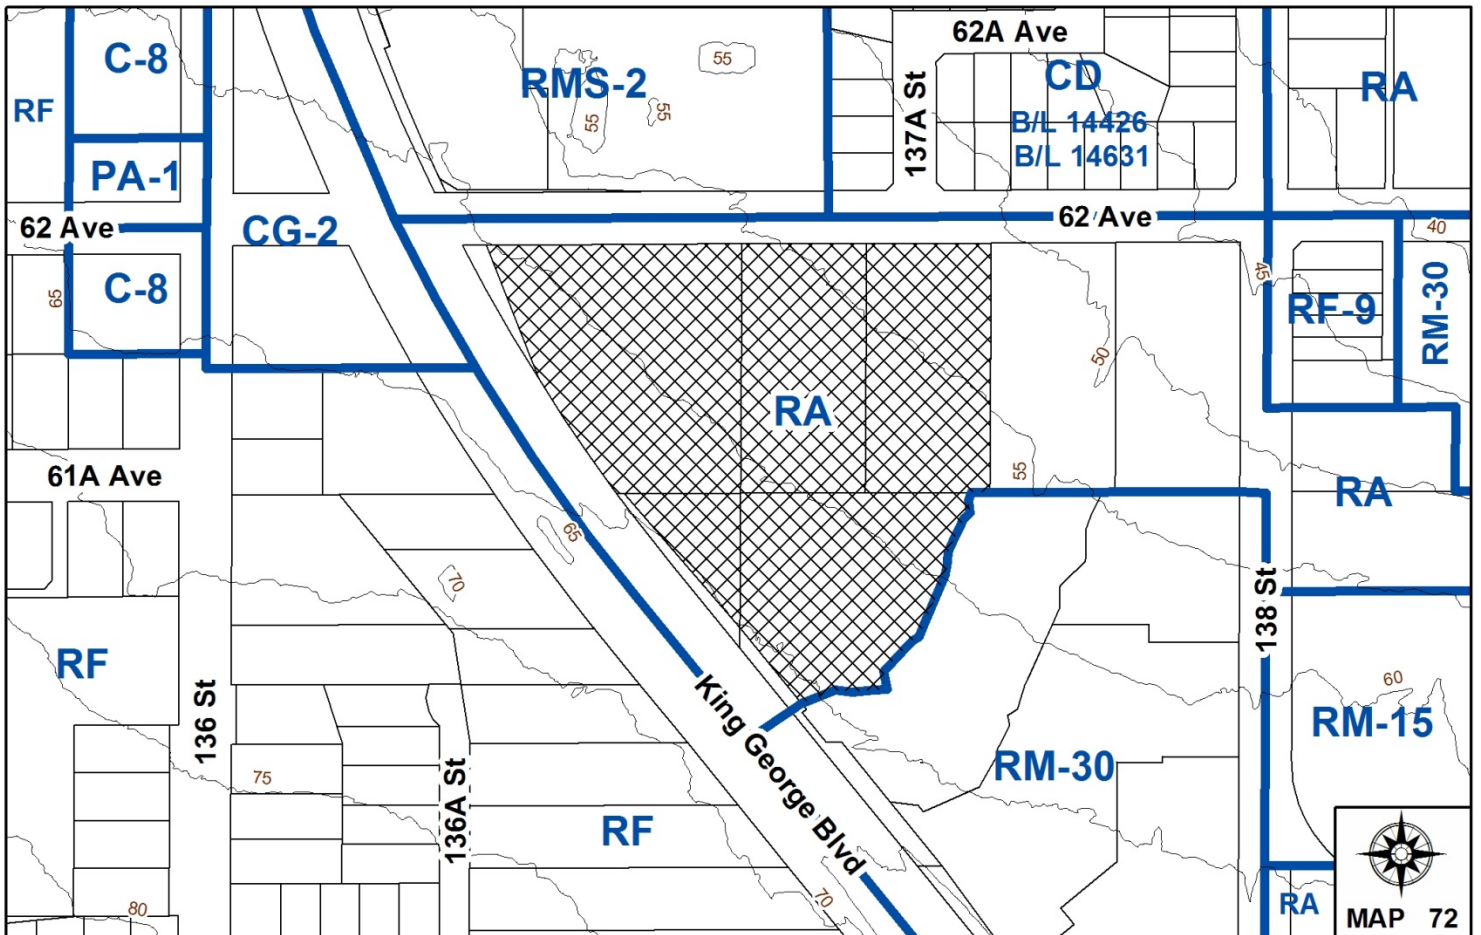 62A Ave
C-8
RMS-2
55
CD
RA
RF
55
55
137A St
B/L 14426
B/L 14631
PA-1
62 Ave
CG-2
62 Ave
40
C-8
65
45
RF-9
RM-30
50
RA
61A Ave
55
RA
65
70
138 St
RF
136 St
King George Blvd
60
RM-15
75
RM-30
136A St
RF
70
80
RA
MAP 72